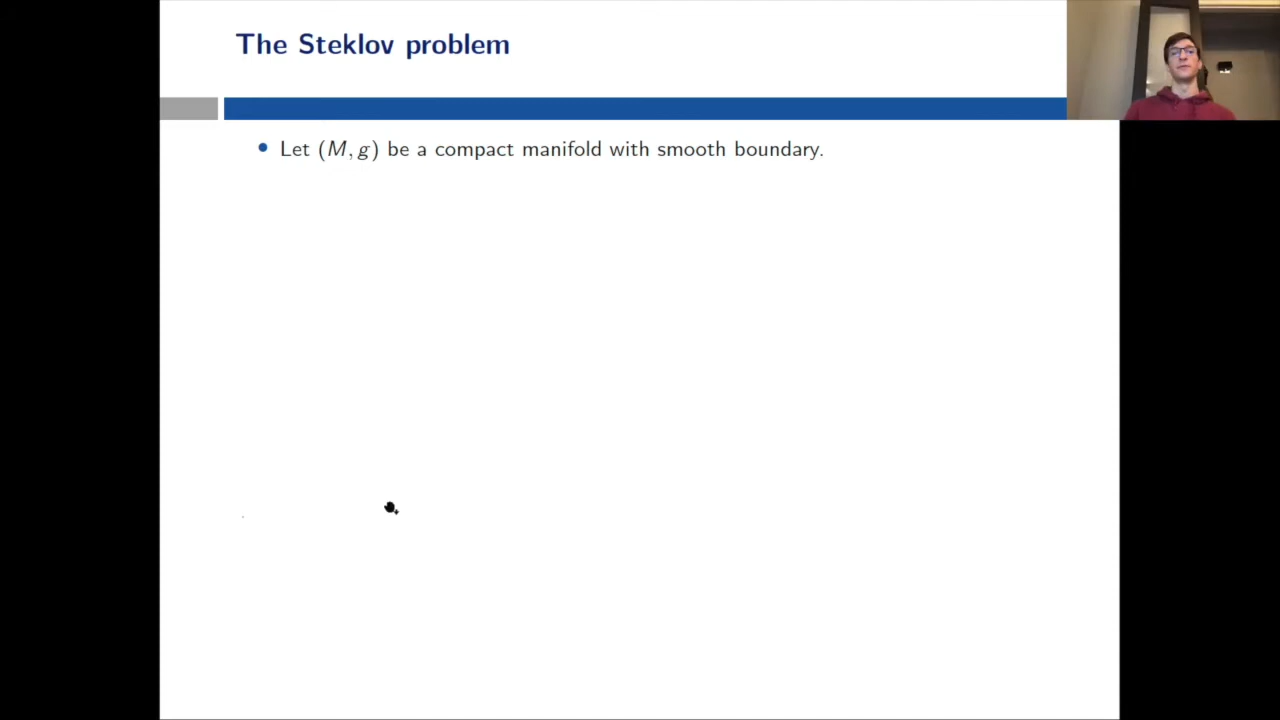 The Steklov problem
• Let (M, g) be a compact manifold with smooth boundary.